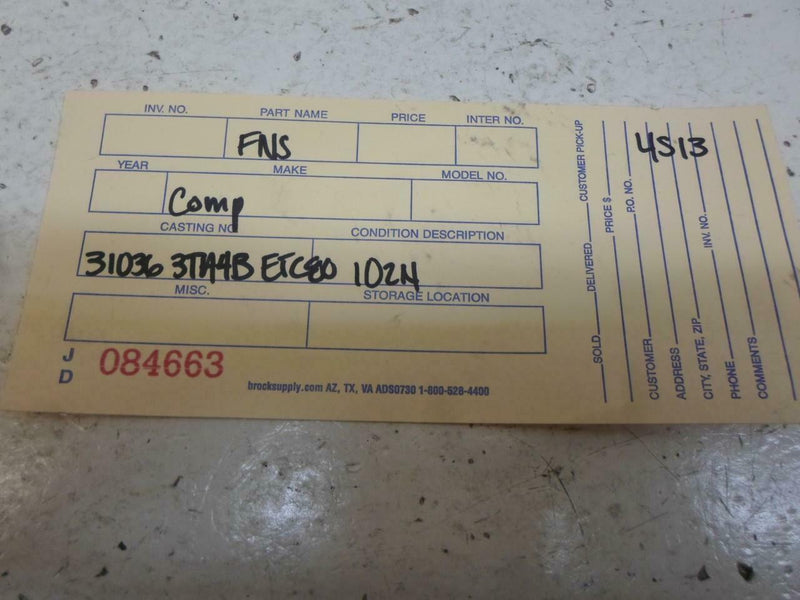 INV. NO. PART NAME PRICE INTER NO.
FNS
YEAR MAKE MODEL NO.
Comp
CASTING NO. CONDITION DESCRIPTION
31036 3TA4B ETC80 102N
MISC. STORAGE LOCATION
J D 084663
brocksupply.com AZ, TX, VA ADS0730 1-800-528-4400
SOLD DELIVERED CUSTOMER PICK-UP
PRICE $
P.O. NO.
4S13
CUSTOMER
ADDRESS
CITY, STATE, ZIP INV. NO.
PHONE
COMMENTS